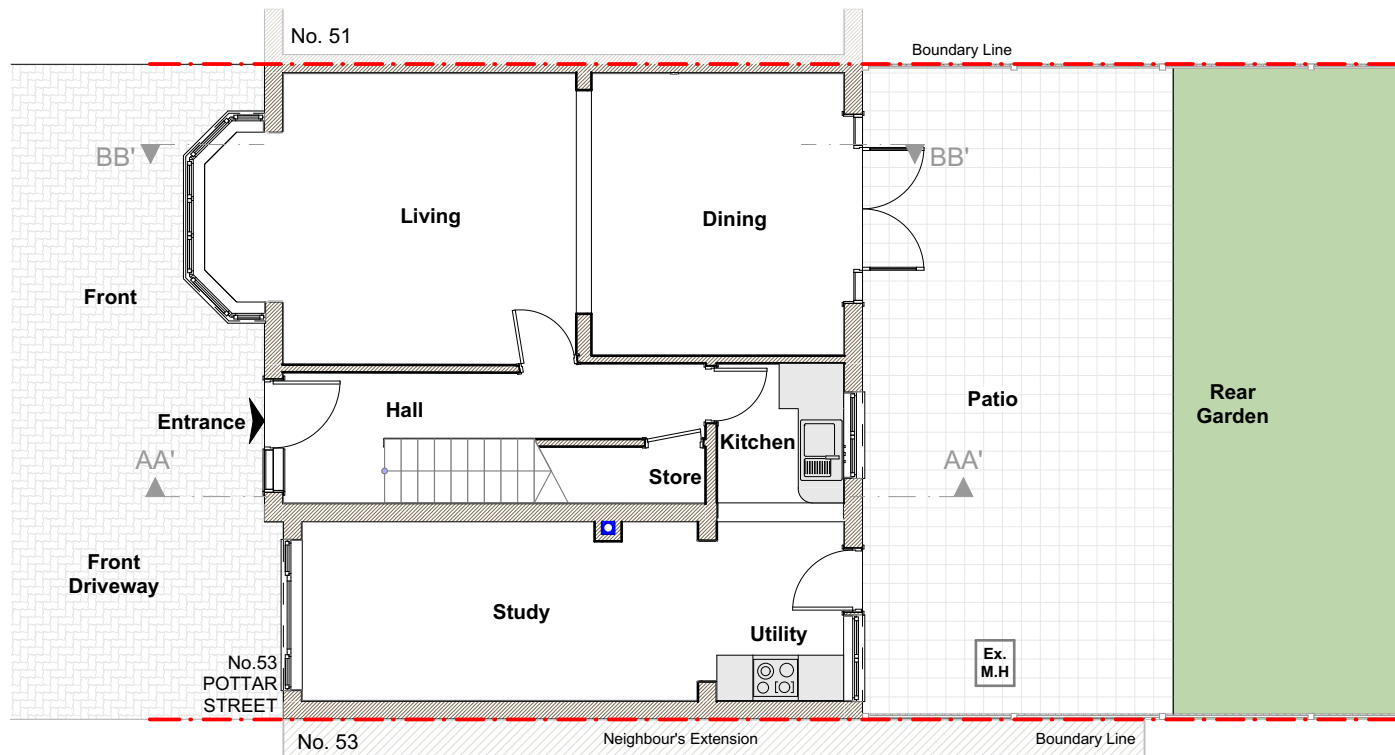 No. 51
Boundary Line
BB'
BB'
Living
Dining
Front
Patio
Rear
Garden
Entrance
Hall
Kitchen
AA'
Store
AA'
Front
Driveway
Study
Utility
Ex.
M.H
No.53
POTTAR
STREET
No. 53
Neighbour's Extension
Boundary Line